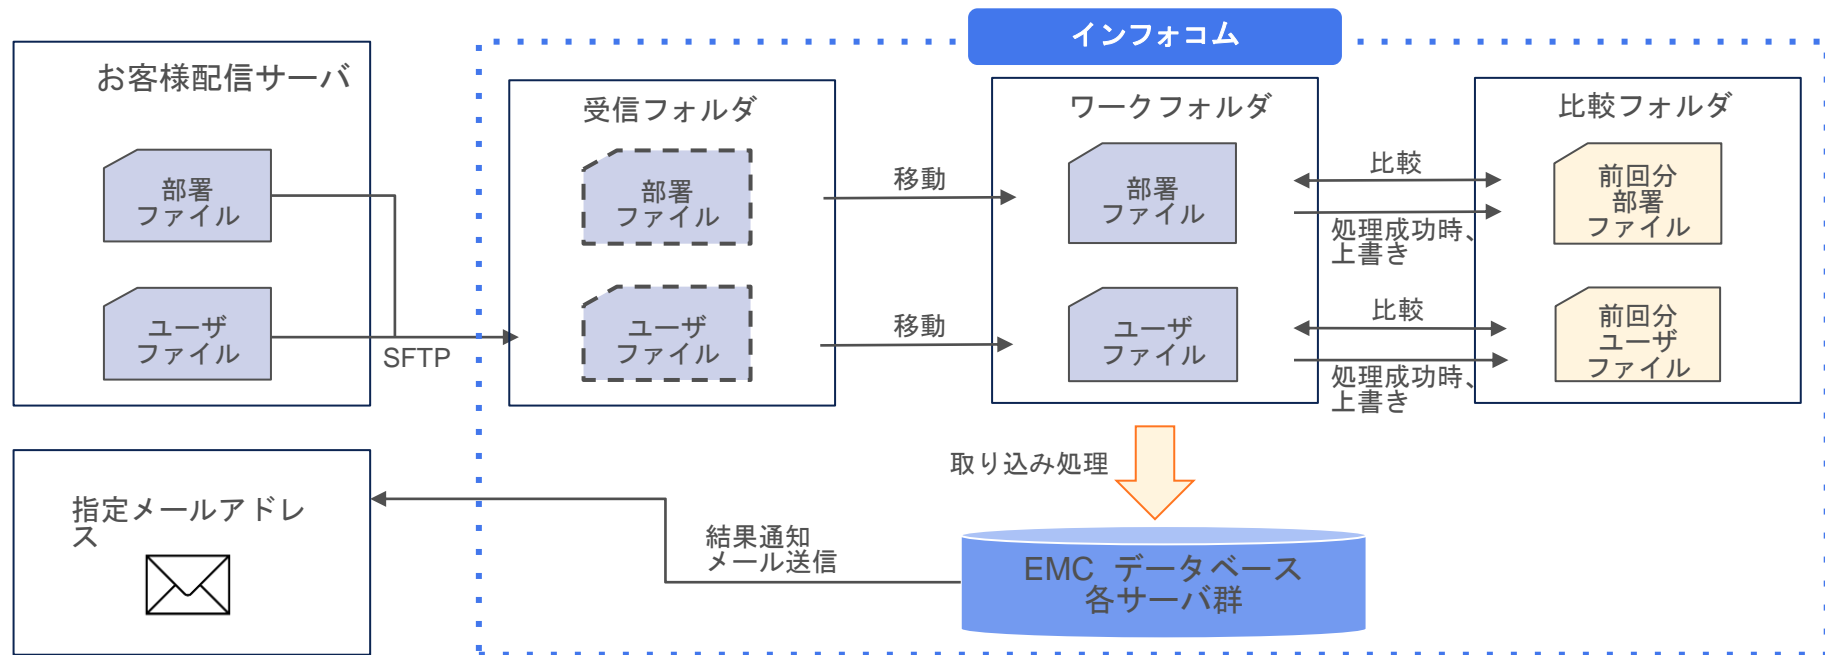 インフォコム
お客様配信サーバ
部署
ファイル
ユーザ
ファイル
SFTP
受信フォルダ
部署
ファイル
ユーザ
ファイル
移動
移動
ワークフォルダ
部署
ファイル
ユーザ
ファイル
比較
処理成功時、
上書き
比較
処理成功時、
上書き
比較フォルダ
前回分
部署
ファイル
前回分
ユーザ
ファイル
取り込み処理
EMC データベース
各サーバ群
結果通知
メール送信
指定メールアドレ
ス